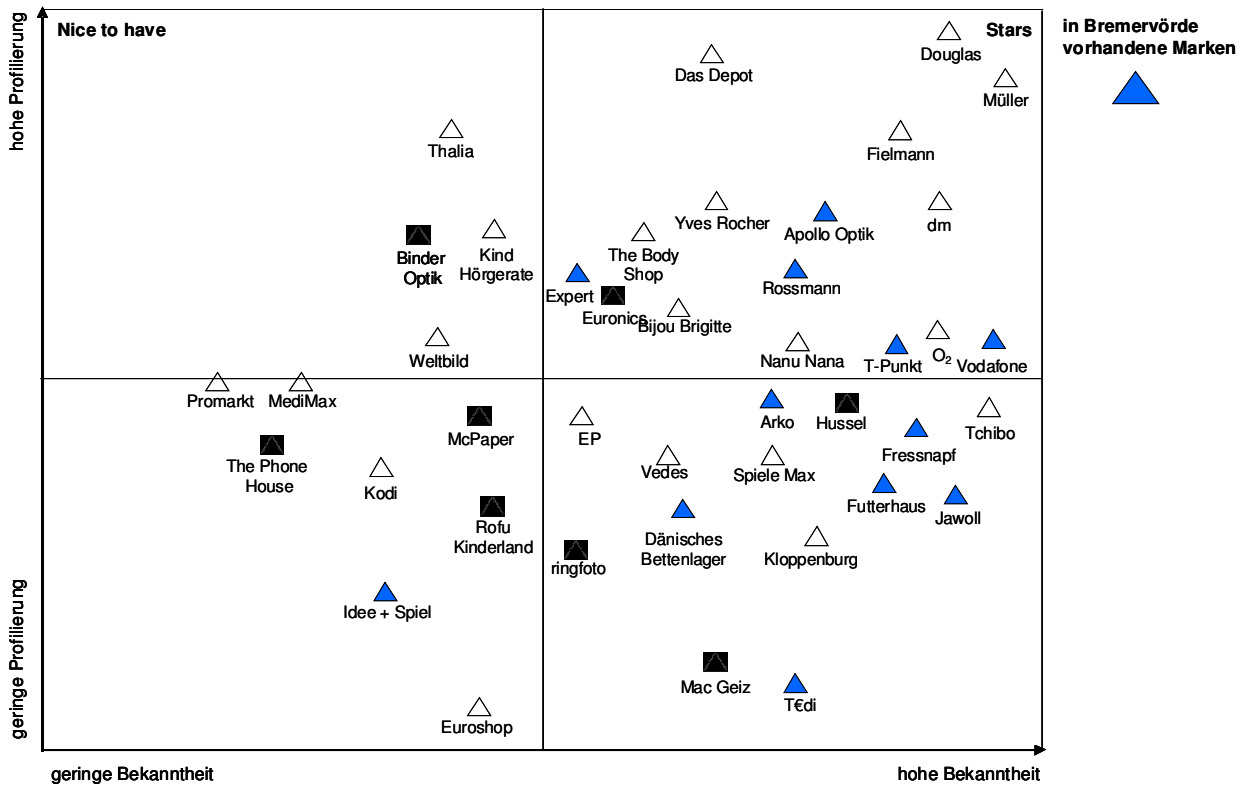 Nice to have
Stars
in Bremervörde
vorhandene Marken
hohe Profilierung
Douglas
Das Depot
Müller
Thalia
Fielmann
Yves Rocher
Apollo Optik
dm
Binder
Optik
Kind
Hörgerate
The Body
Shop
Expert
Rossmann
Euronics
Bijou Brigitte
Weltbild
Nanu Nana
T-Punkt
O₂
Vodafone
Promarkt
MediMax
McPaper
EP
Arko
Hussel
Tchibo
The Phone
House
Kodi
Vedes
Spiele Max
Fressnapf
Futterhaus
Jawoll
Rofu
Kinderland
Dänisches
Bettenlager
ringfoto
Kloppenburg
Idee + Spiel
geringe Profilierung
Mac Geiz
T€di
Euroshop
geringe Bekanntheit
hohe Bekanntheit